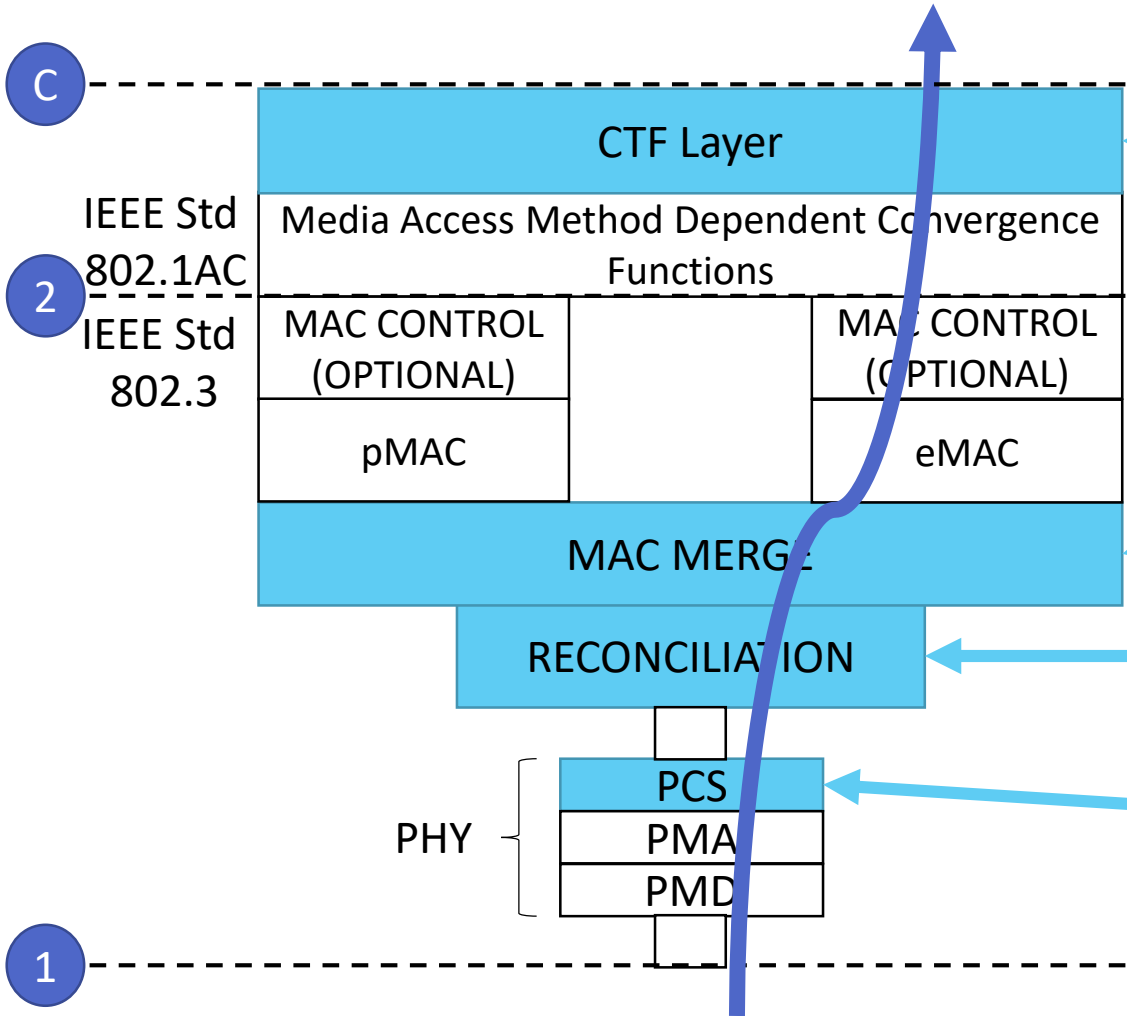 C
CTF Layer
IEEE Std
802.1AC
Media Access Method Dependent Convergence
Functions
2
IEEE Std
802.3
MAC CONTROL
(OPTIONAL)
MAC CONTROL
(OPTIONAL)
pMAC
eMAC
MAC MERGE
RECONCILIATION
PHY
PCS
PMA
PMD
1